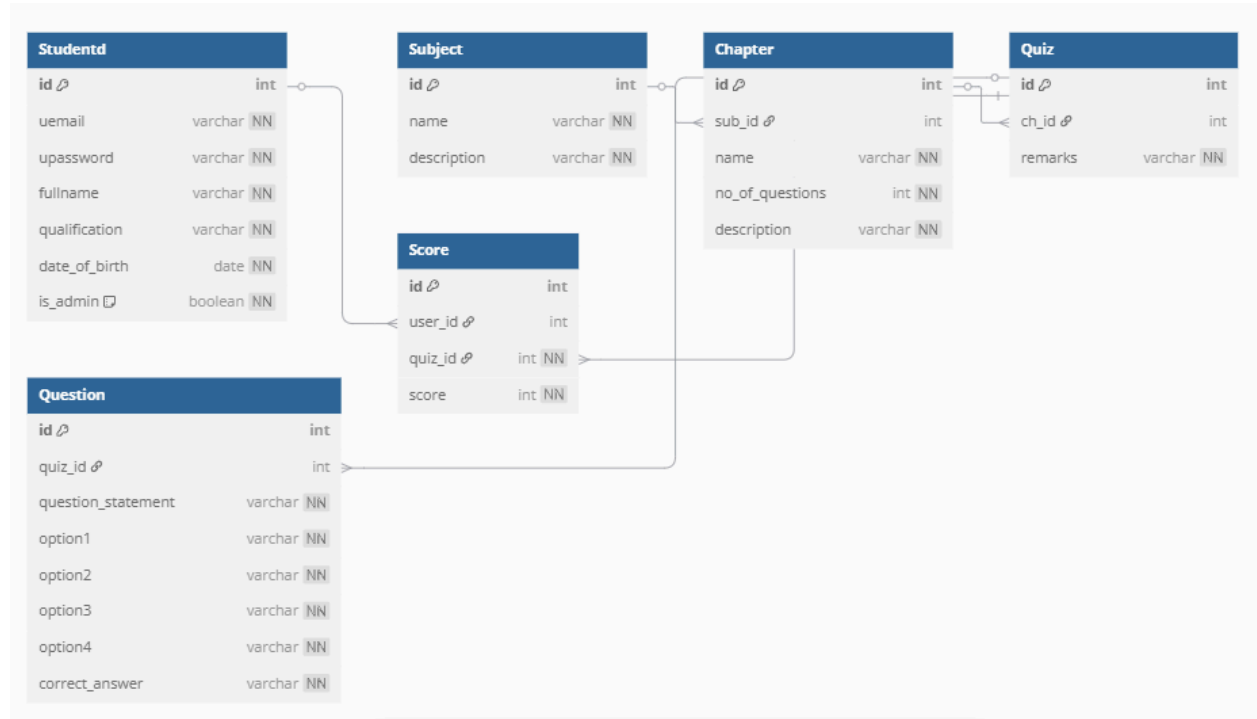 Studentd
id int
uemail varchar NN
upassword varchar NN
fullname varchar NN
qualification varchar NN
date_of_birth date NN
is_admin boolean NN
Subject
id int
name varchar NN
description varchar NN
Chapter
id int
sub_id int
name varchar NN
no_of_questions int NN
description varchar NN
Quiz
id int
ch_id int
remarks varchar NN
Score
id int
user_id int
quiz_id int NN
score int NN
Question
id int
quiz_id int
question_statement varchar NN
option1 varchar NN
option2 varchar NN
option3 varchar NN
option4 varchar NN
correct_answer varchar NN